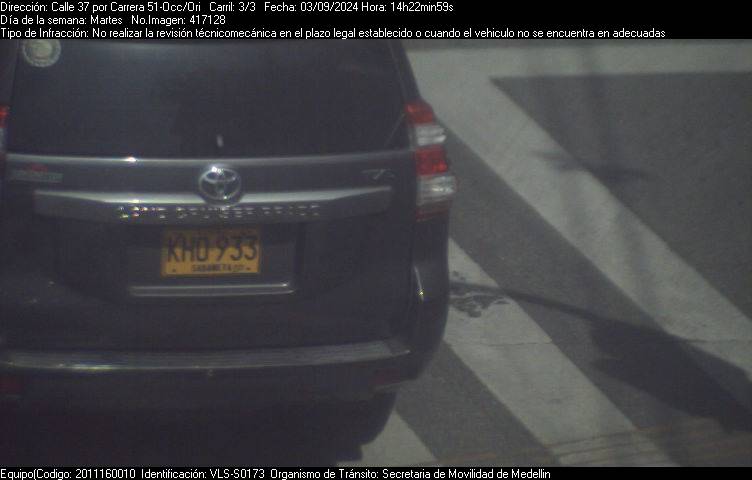 Dirección: Calle 37 por Carrera 51-Occ/Ori Carril: 3/3 Fecha: 03/09/2024 Hora: 14h22min59s
Día de la semana: Martes No.Imagen: 417128
Tipo de Infracción: No realizar la revisión técnicomecánica en el plazo legal establecido o cuando el vehiculo no se encuentra en adecuadas
LAND CRUISER PRADO
KHO 933
SABANETA
Equipo(Codigo: 2011160010 Identificación: VLS-S0173 Organismo de Tránsito: Secretaria de Movilidad de Medellin